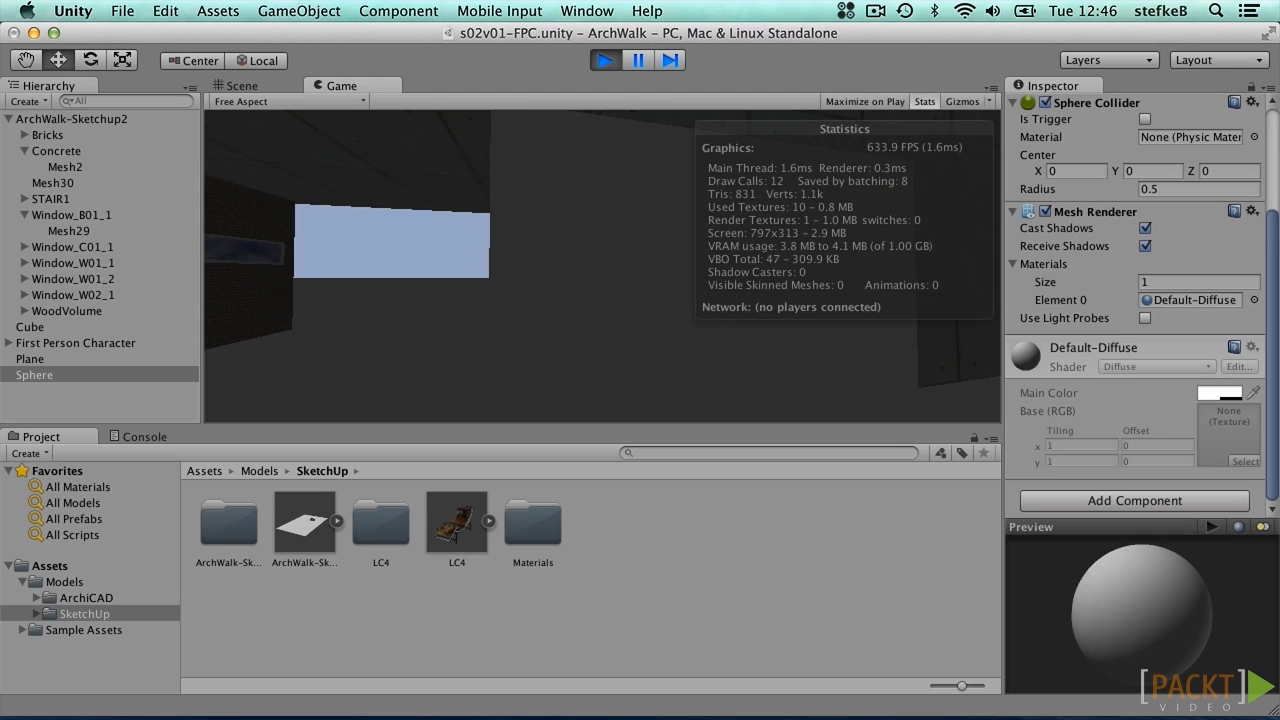 Unity File Edit Assets GameObject Component Mobile Input Window Help Tue 12:46 stefkeB
s02v01-FPC.unity - ArchWalk - PC, Mac & Linux Standalone
Center Local Layers Layout
Hierarchy
Create All
ArchWalk-Sketchup2
Bricks
Concrete
Mesh2
Mesh30
STAIR1
Window_B01_1
Mesh29
Window_C01_1
Window_W01_1
Window_W01_2
Window_W02_1
WoodVolume
Cube
First Person Character
Plane
Sphere
Scene Game
Free Aspect Maximize on Play Stats Gizmos
Statistics
Graphics: 633.9 FPS (1.6ms)
Main Thread: 1.6ms Renderer: 0.3ms
Draw Calls: 12 Saved by batching: 8
Tris: 831 Verts: 1.1k
Used Textures: 10 - 0.8 MB
Render Textures: 1 - 1.0 MB switches: 0
Screen: 797x313 - 2.9 MB
VRAM usage: 3.8 MB to 4.1 MB (of 1.00 GB)
VBO Total: 47 - 309.9 KB
Shadow Casters: 0
Visible Skinned Meshes: 0 Animations: 0
Network: (no players connected)
Inspector
Sphere Collider
Is Trigger
Material None (Physic Mater
Center
X 0 Y 0 Z 0
Radius 0.5
Mesh Renderer
Cast Shadows
Receive Shadows
Materials
Size 1
Element 0 Default-Diffuse
Use Light Probes
Default-Diffuse
Shader Diffuse Edit...
Main Color
Base (RGB) None
(Texture)
Tiling Offset
x 1 0
y 1 0 Select
Add Component
Preview
Project Console
Create
Favorites
All Materials
All Models
All Prefabs
All Scripts
Assets
Models
ArchiCAD
SketchUp
Sample Assets
Assets Models SketchUp
ArchWalk-Sk... ArchWalk-Sk... LC4 LC4 Materials
[PACKT]
VIDEO